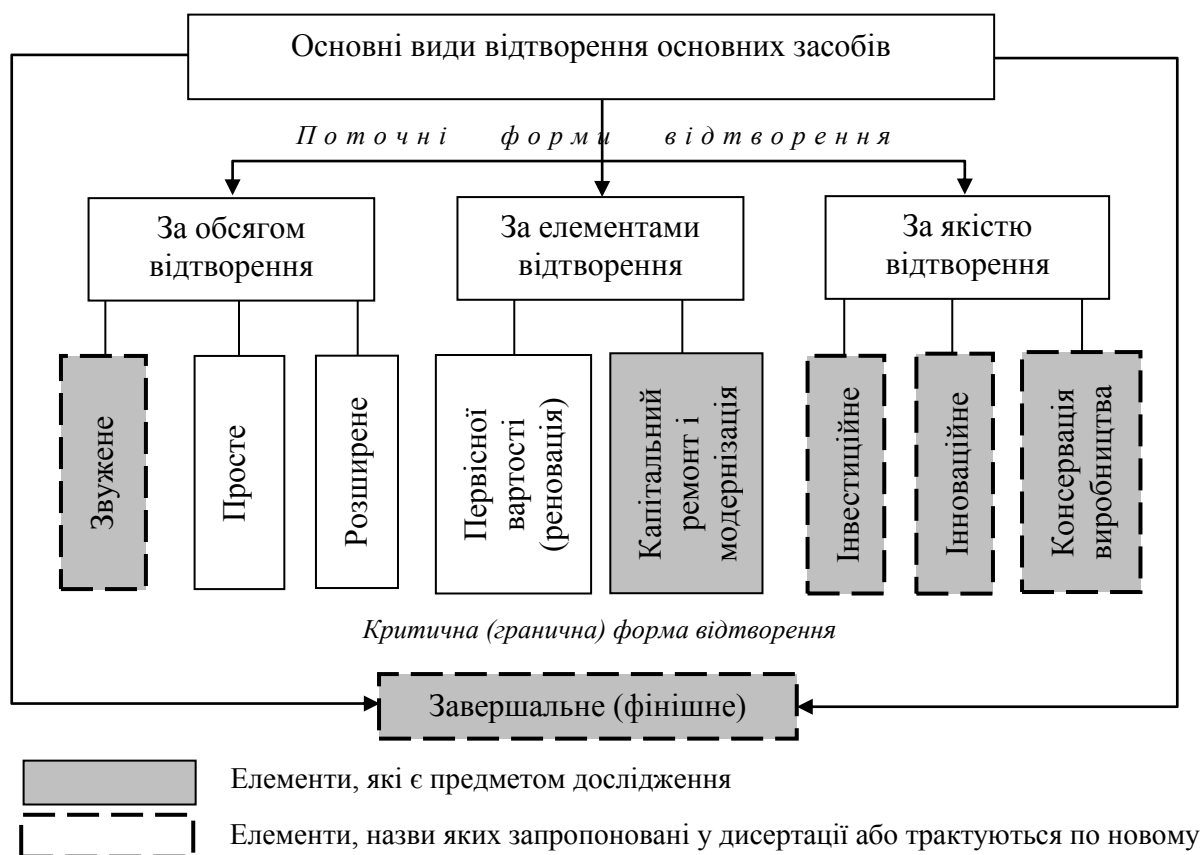 Основні види відтворення основних засобів
Поточні форми відтворення
За обсягом
відтворення
За елементами
відтворення
За якістю
відтворення
Звужене
Просте
Розширене
Первісної
вартості
(реновація)
Капітальний
ремонт і
модернізація
Інвестиційне
Інноваційне
Консервація
виробництва
Критична (гранична) форма відтворення
Завершальне (фінішне)
Елементи, які є предметом дослідження
Елементи, назви яких запропоновані у дисертації або трактуються по новому